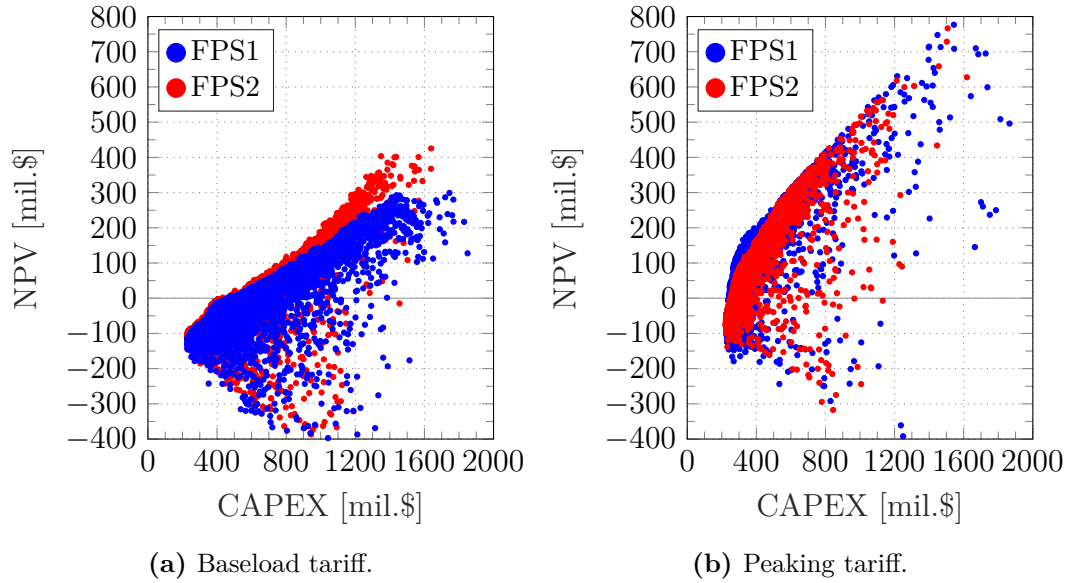 800
700
600
500
400
300
200
100
0
−100
−200
−300
−400
NPV [mil.$]
FPS1
FPS2
0 400 800 1200 1600 2000
CAPEX [mil.$]
(a) Baseload tariff.
800
700
600
500
400
300
200
100
0
−100
−200
−300
−400
NPV [mil.$]
FPS1
FPS2
0 400 800 1200 1600 2000
CAPEX [mil.$]
(b) Peaking tariff.